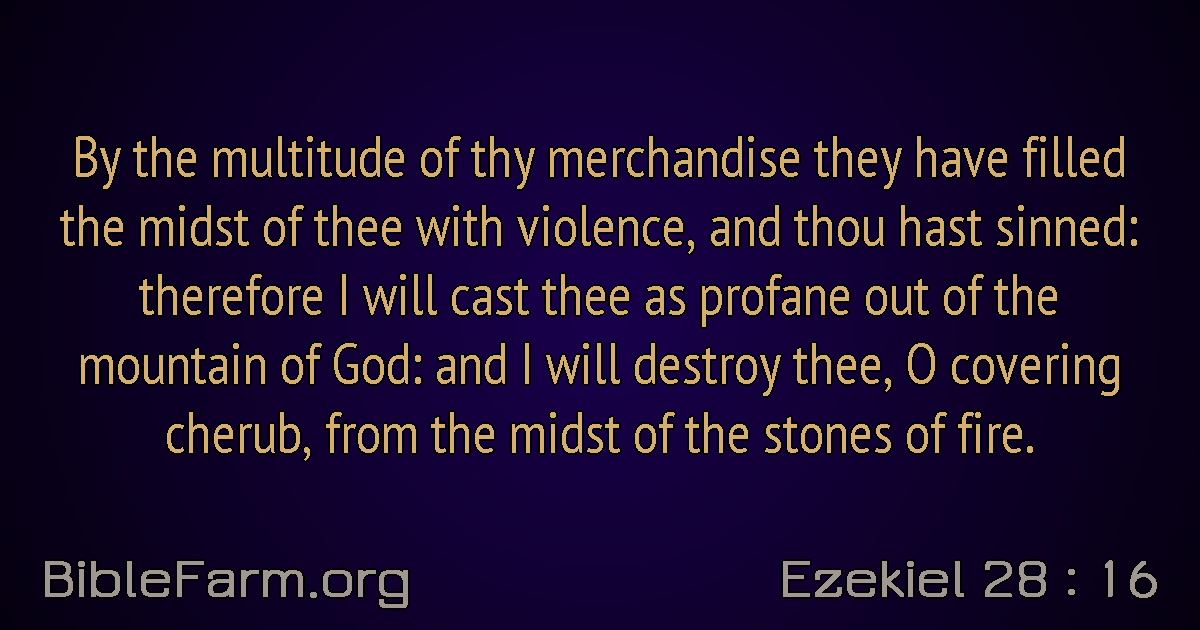 By the multitude of thy merchandise they have filled
the midst of thee with violence, and thou hast sinned:
therefore I will cast thee as profane out of the
mountain of God: and I will destroy thee, O covering
cherub, from the midst of the stones of fire.
BibleFarm.org
Ezekiel 28 : 16